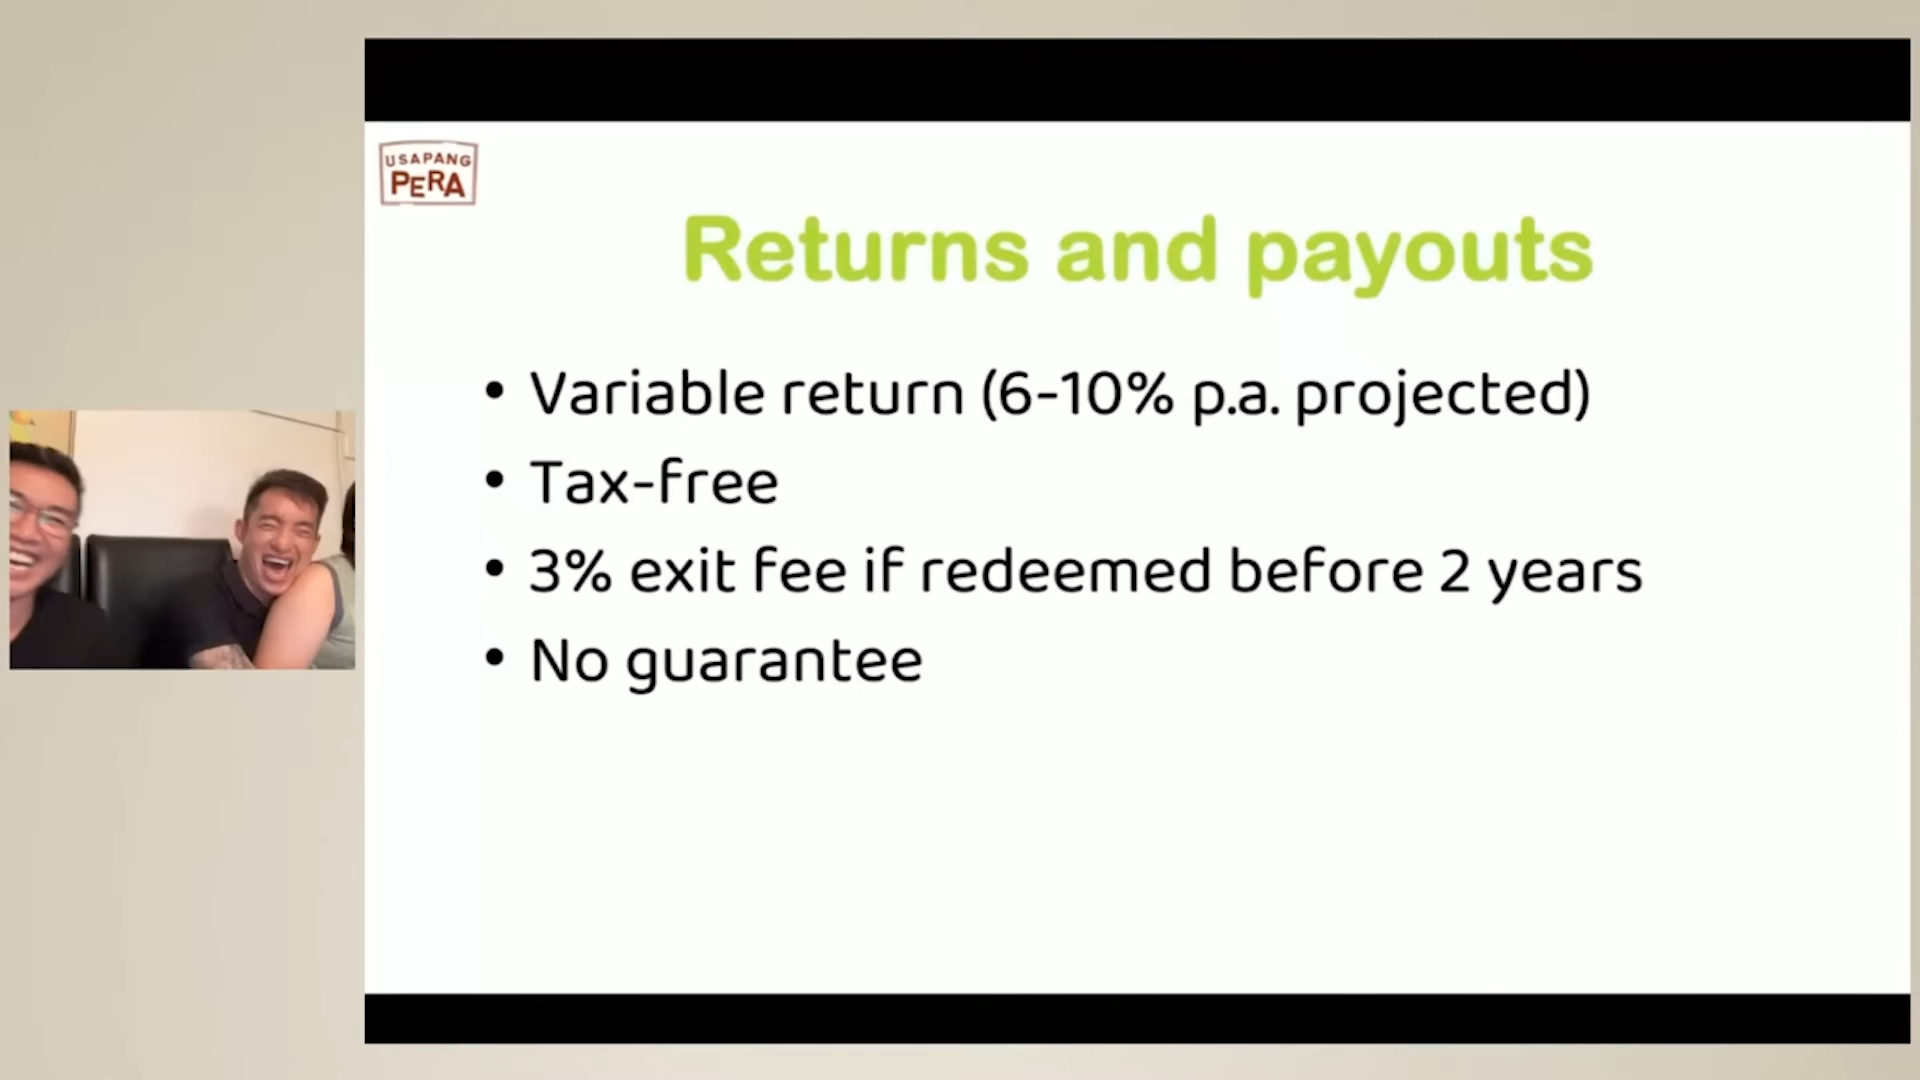 USAPANG
PERA
Returns and payouts
• Variable return (6-10% p.a. projected)
• Tax-free
• 3% exit fee if redeemed before 2 years
• No guarantee